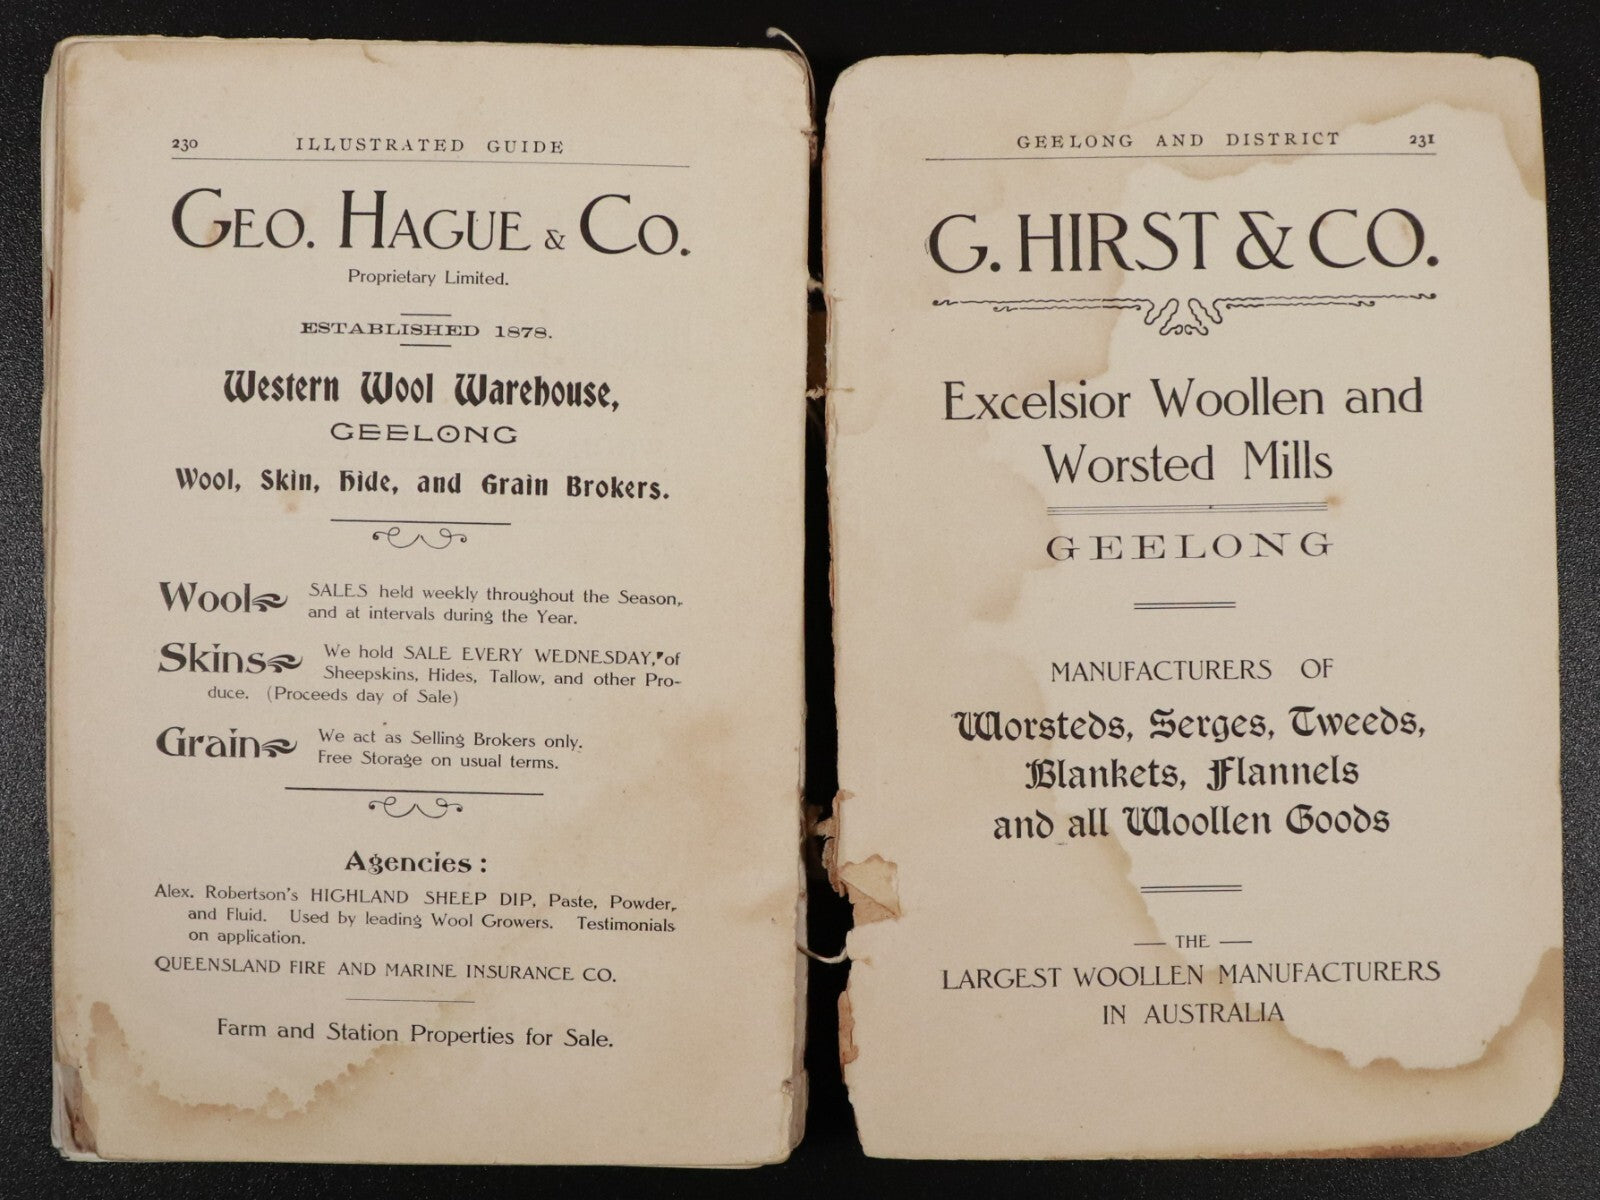 230 ILLUSTRATED GUIDE
GEO. HAGUE & CO.
Proprietary Limited.
ESTABLISHED 1878.
Western Wool Warehouse,
GEELONG
Wool, Skin, Hide, and Grain Brokers.
Wool SALES held weekly throughout the Season,
and at intervals during the Year.
Skins We hold SALE EVERY WEDNESDAY, of
Sheepskins, Hides, Tallow, and other Pro-
duce. (Proceeds day of Sale)
Grain We act as Selling Brokers only.
Free Storage on usual terms.
Agencies:
Alex. Robertson's HIGHLAND SHEEP DIP, Paste, Powder,
and Fluid. Used by leading Wool Growers. Testimonials
on application.
QUEENSLAND FIRE AND MARINE INSURANCE CO.
Farm and Station Properties for Sale.
GEELONG AND DISTRICT 231
G. HIRST & CO.
Excelsior Woollen and
Worsted Mills
GEELONG
MANUFACTURERS OF
Worsteds, Serges, Tweeds,
Blankets, Flannels
and all Woollen Goods
— THE —
LARGEST WOOLLEN MANUFACTURERS
IN AUSTRALIA